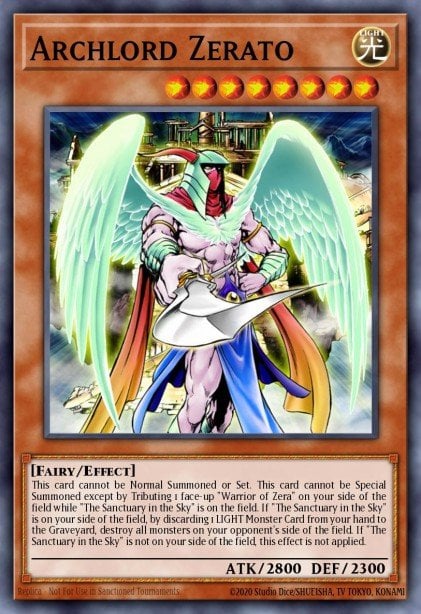 ARCHLORD ZERATO
LIGHT
光
[FAIRY/EFFECT]
This card cannot be Normal Summoned or Set. This card cannot be Special
Summoned except by Tributing 1 face-up "Warrior of Zera" on your side of
the field while "The Sanctuary in the Sky" is on the field. If "The Sanctuary
in the Sky" is on your side of the field, by discarding 1 LIGHT Monster Card from your hand to
the Graveyard, destroy all monsters on your opponent's side of the field. If "The
Sanctuary in the Sky" is not on your side of the field, this effect is not applied.
ATK/2800 DEF/2300
Replica - Not For Use in Sanctioned Tournaments
©2020 Studio Dice/SHUEISHA, TV TOKYO, KONAMI